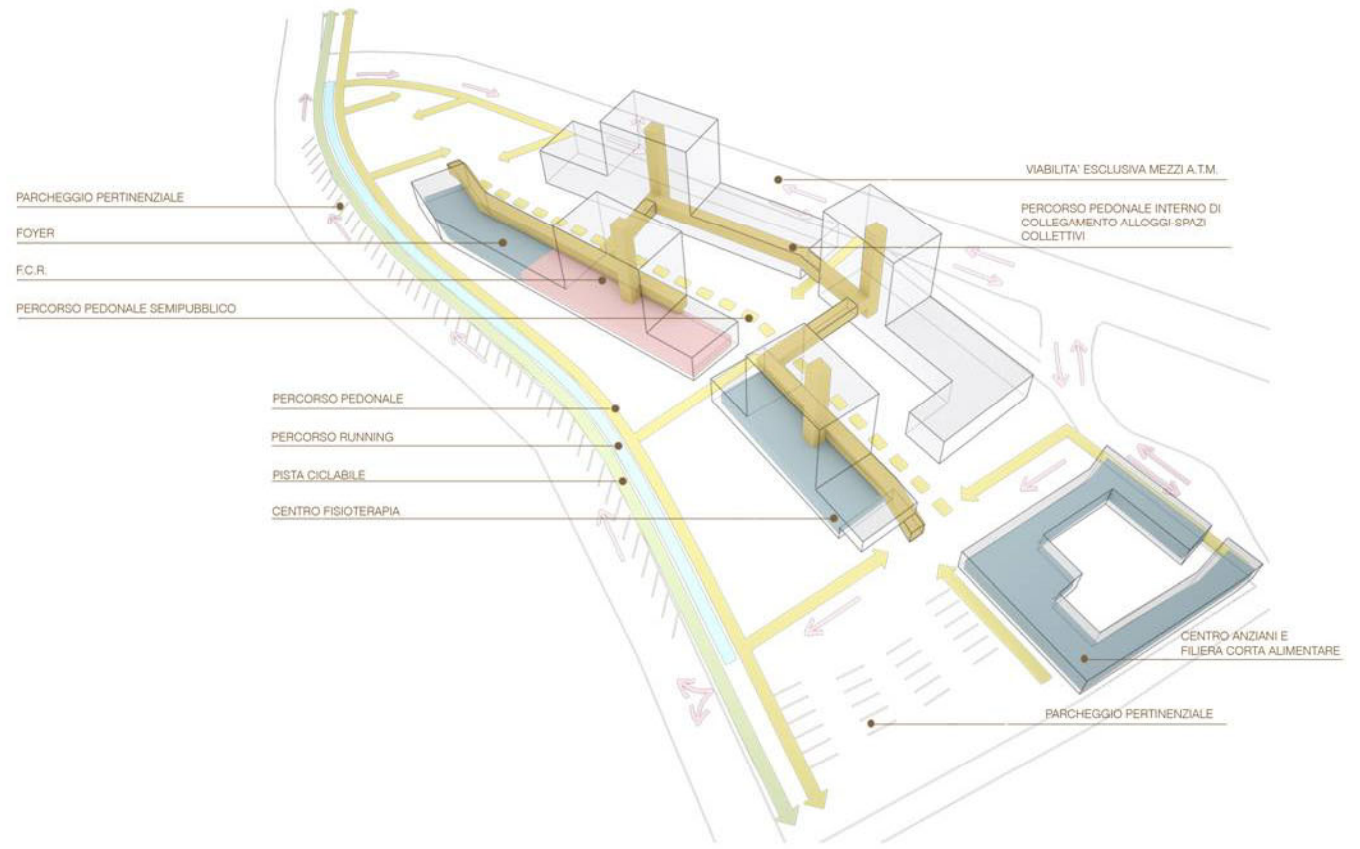 PARCHEGGIO PERTINENZIALE
FOYER
F.C.R.
PERCORSO PEDONALE SEMIPUBBLICO
PERCORSO PEDONALE
PERCORSO RUNNING
PISTA CICLABILE
CENTRO FISIOTERAPIA
VIABILITA' ESCLUSIVA MEZZI A.T.M.
PERCORSO PEDONALE INTERNO DI
COLLEGAMENTO ALLOGGI-SPAZI
COLLETTIVI
CENTRO ANZIANI E
FILIERA CORTA ALIMENTARE
PARCHEGGIO PERTINENZIALE